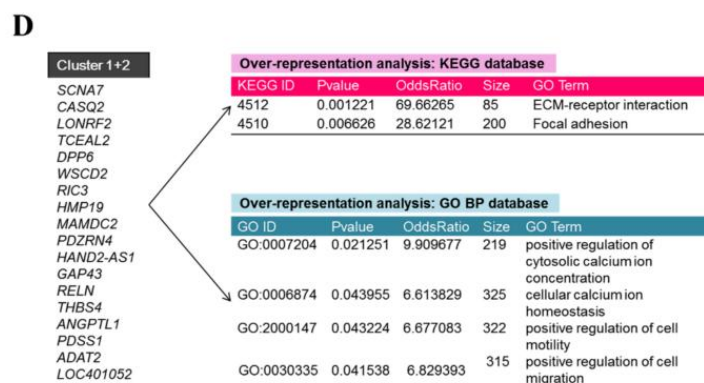 D
Cluster 1+2
SCNA7
CASQ2
LONRF2
TCEAL2
DPP6
WSCD2
RIC3
HMP19
MAMDC2
PDZRN4
HAND2-AS1
GAP43
RELN
THBS4
ANGPTL1
PDSS1
ADAT2
LOC401052
Over-representation analysis: KEGG database
KEGG ID Pvalue OddsRatio Size GO Term
4512 0.001221 69.66265 85 ECM-receptor interaction
4510 0.006626 28.62121 200 Focal adhesion
Over-representation analysis: GO BP database
GO ID Pvalue OddsRatio Size GO Term
GO:0007204 0.021251 9.909677 219 positive regulation of
cytosolic calcium ion
concentration
GO:0006874 0.043955 6.613829 325 cellular calcium ion
homeostasis
GO:2000147 0.043224 6.677083 322 positive regulation of cell
motility
GO:0030335 0.041538 6.829393 315 positive regulation of cell
migration